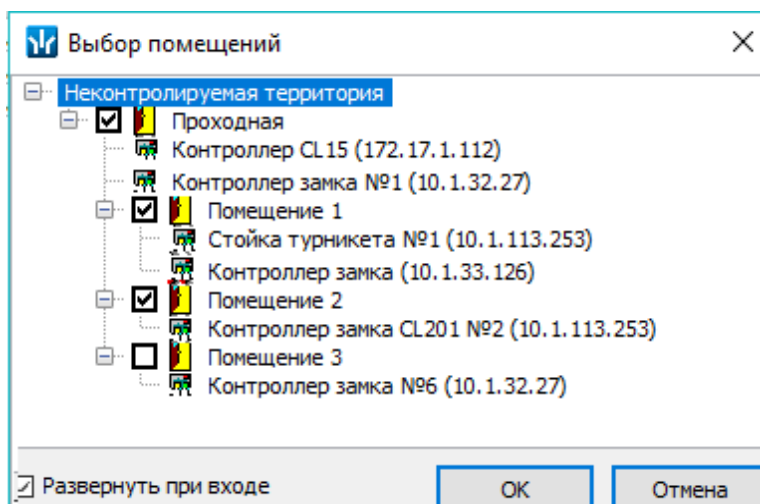 Выбор помещений
Неконтролируемая территория
Проходная
Контроллер CL15 (172.17.1.112)
Контроллер замка №1 (10.1.32.27)
Помещение 1
Стойка турникета №1 (10.1.113.253)
Контроллер замка (10.1.33.126)
Помещение 2
Контроллер замка CL201 №2 (10.1.113.253)
Помещение 3
Контроллер замка №6 (10.1.32.27)
Развернуть при входе
OK
Отмена